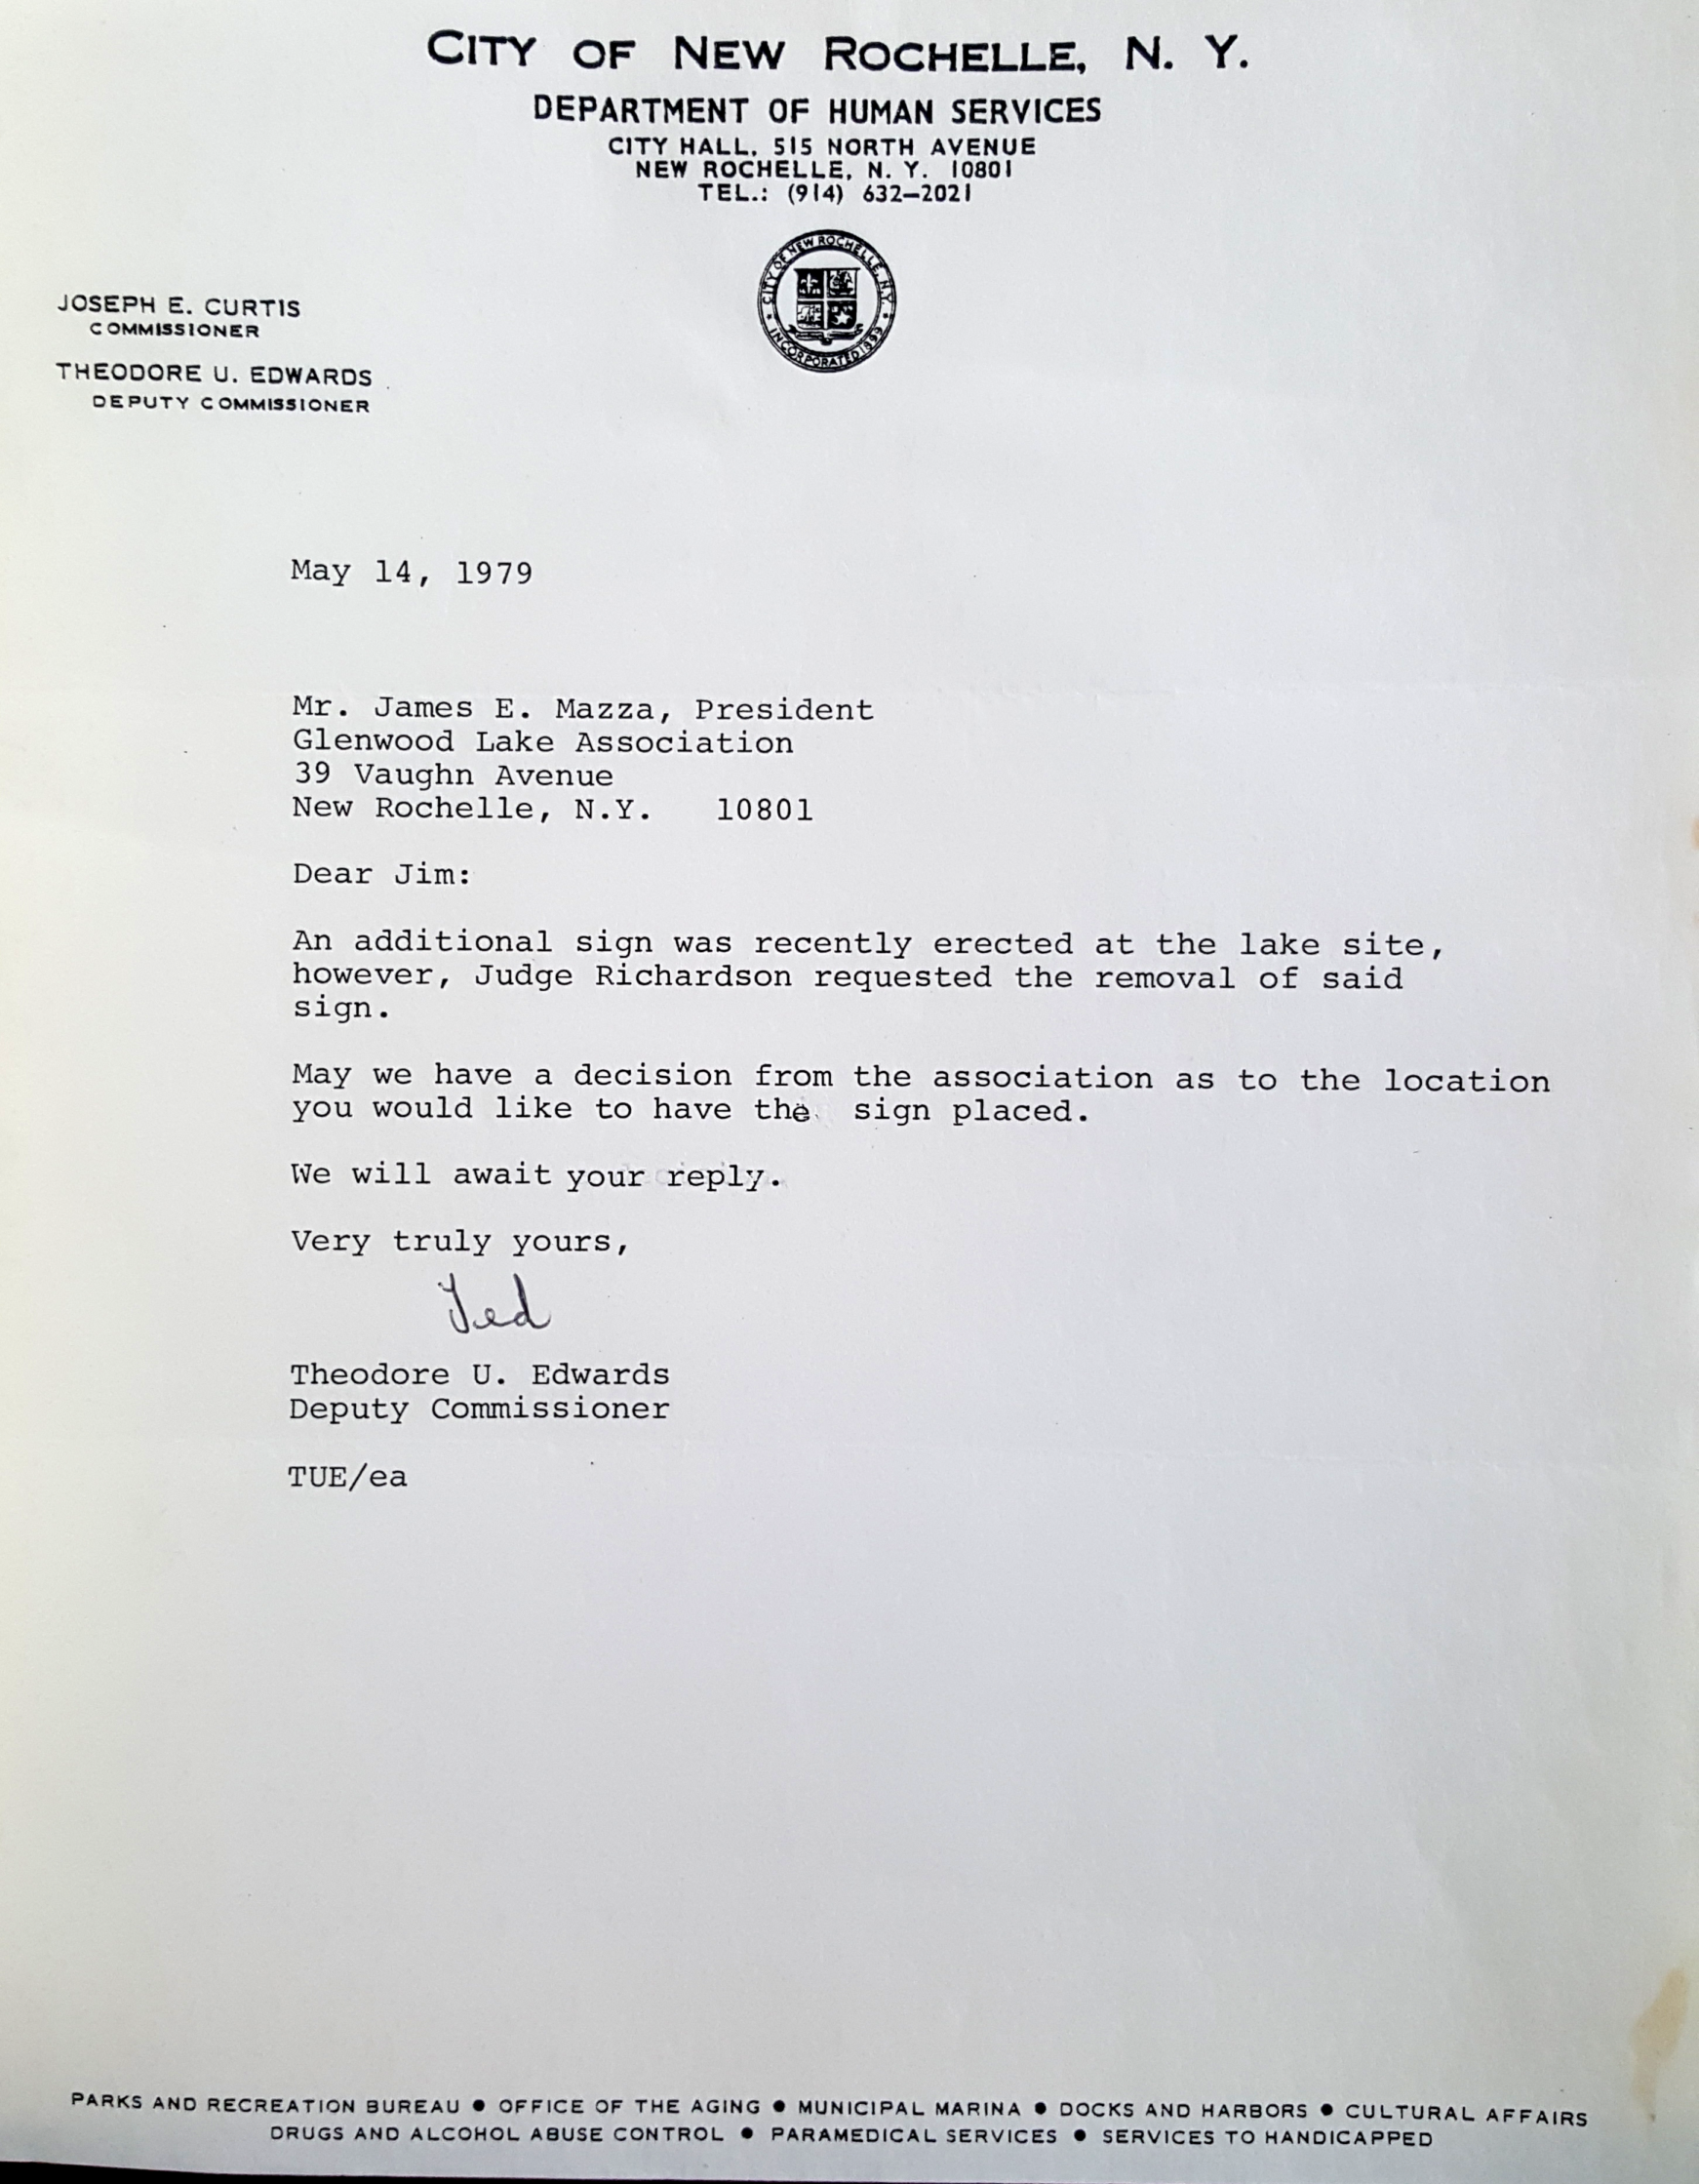 CITY OF NEW ROCHELLE, N. Y.
DEPARTMENT OF HUMAN SERVICES
CITY HALL, 515 NORTH AVENUE
NEW ROCHELLE, N. Y. 10801
TEL.: (914) 632-2021
CITY OF NEW ROCHELLE, N.Y.
INCORPORATED 1899
JOSEPH E. CURTIS
COMMISSIONER
THEODORE U. EDWARDS
DEPUTY COMMISSIONER
May 14, 1979
Mr. James E. Mazza, President
Glenwood Lake Association
39 Vaughn Avenue
New Rochelle, N.Y. 10801
Dear Jim:
An additional sign was recently erected at the lake site,
however, Judge Richardson requested the removal of said
sign.
May we have a decision from the association as to the location
you would like to have the sign placed.
We will await your reply.
Very truly yours,
Ted
Theodore U. Edwards
Deputy Commissioner
TUE/ea
PARKS AND RECREATION BUREAU ● OFFICE OF THE AGING ● MUNICIPAL MARINA ● DOCKS AND HARBORS ● CULTURAL AFFAIRS
DRUGS AND ALCOHOL ABUSE CONTROL ● PARAMEDICAL SERVICES ● SERVICES TO HANDICAPPED